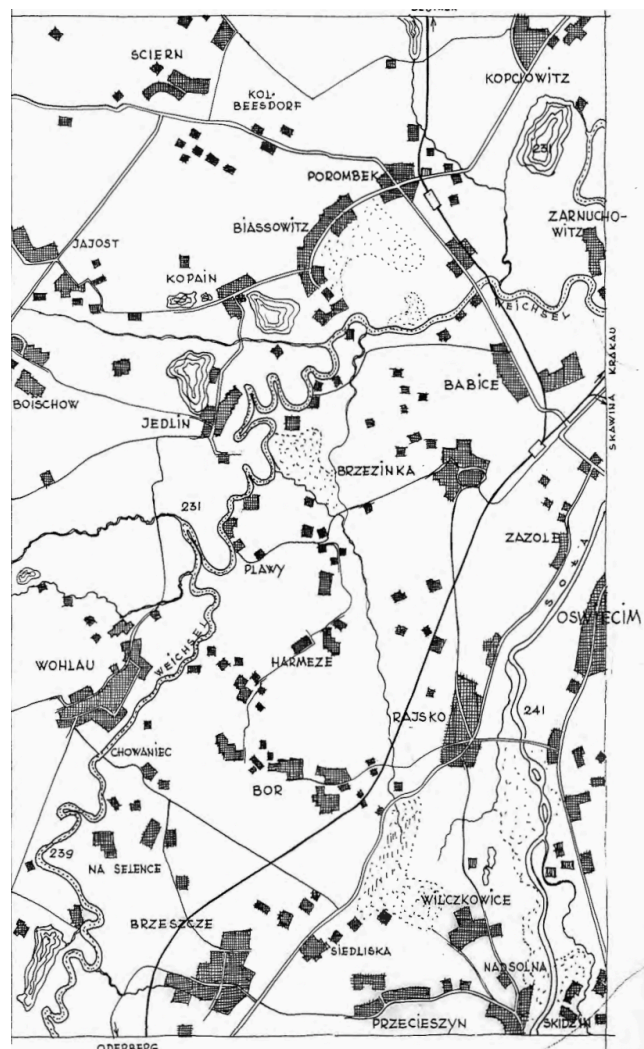 SCIERN
KOL.
BEESDORF
KOPCIOWITZ
231
POROMBEK
ZARNUCHO-
WITZ
BIASSOWITZ
JAJOST
KOPAIN
WEICHSEL
SKAWINA KRAKAU
BABICE
BOISCHOW
JEDLIN
BRZEZINKA
231
ZAZOLE
PLAWY
SOŁA
OSWIECIM
WEICHSEL
WOHLAU
HARMEZE
RAJSKO
241
CHOWANIEC
BOR
239
NA SELENCE
WILCZKOWICE
BRZESZCZE
SIEDLISKA
NADSOLNA
PRZECIESZYN
SKIDZIN
ODERBERG